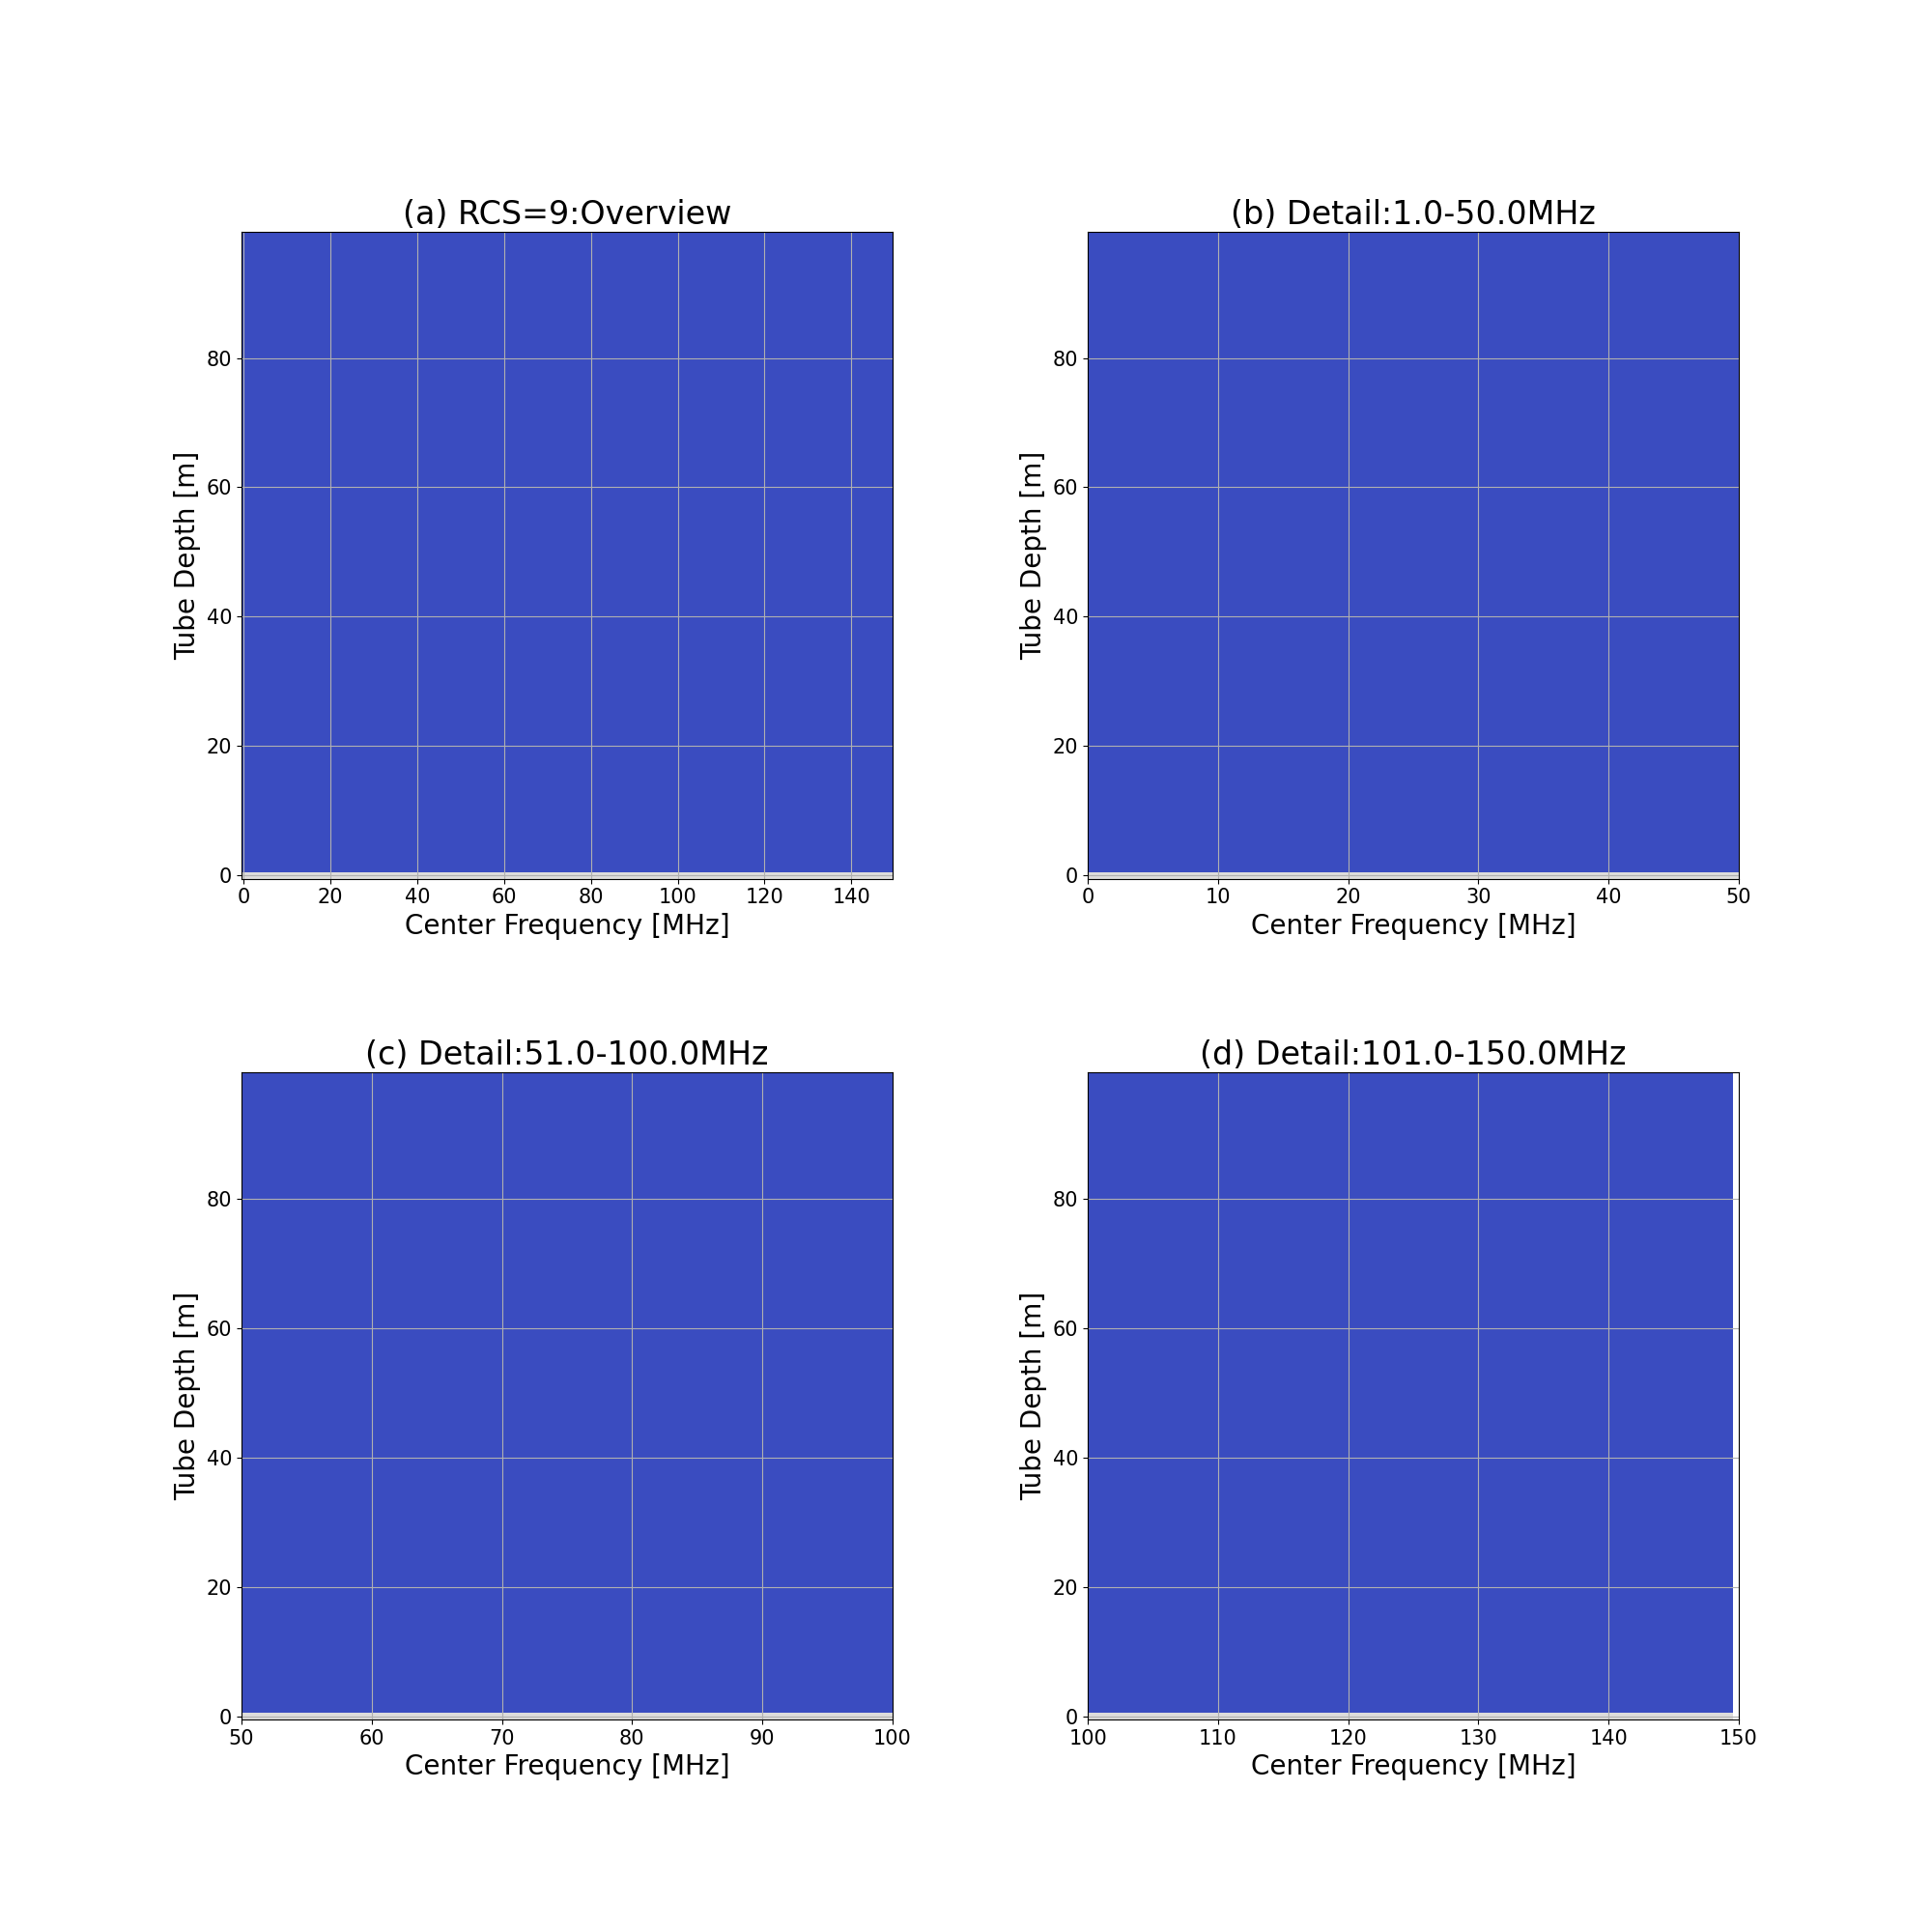 (a) RCS=9:Overview
Tube Depth [m]
80
60
40
20
0
0 20 40 60 80 100 120 140
Center Frequency [MHz]
(b) Detail:1.0-50.0MHz
Tube Depth [m]
80
60
40
20
0
0 10 20 30 40 50
Center Frequency [MHz]
(c) Detail:51.0-100.0MHz
Tube Depth [m]
80
60
40
20
0
50 60 70 80 90 100
Center Frequency [MHz]
(d) Detail:101.0-150.0MHz
Tube Depth [m]
80
60
40
20
0
100 110 120 130 140 150
Center Frequency [MHz]